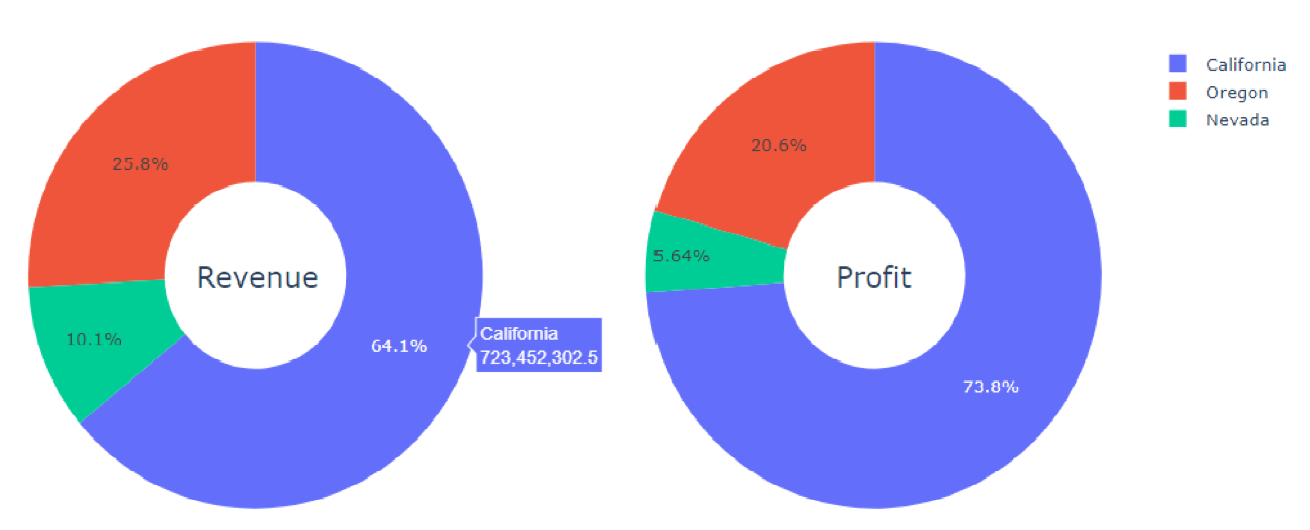 25.8%
10.1%
64.1%
Revenue
California
723,452,302.5
20.6%
5.64%
73.8%
Profit
California
Oregon
Nevada